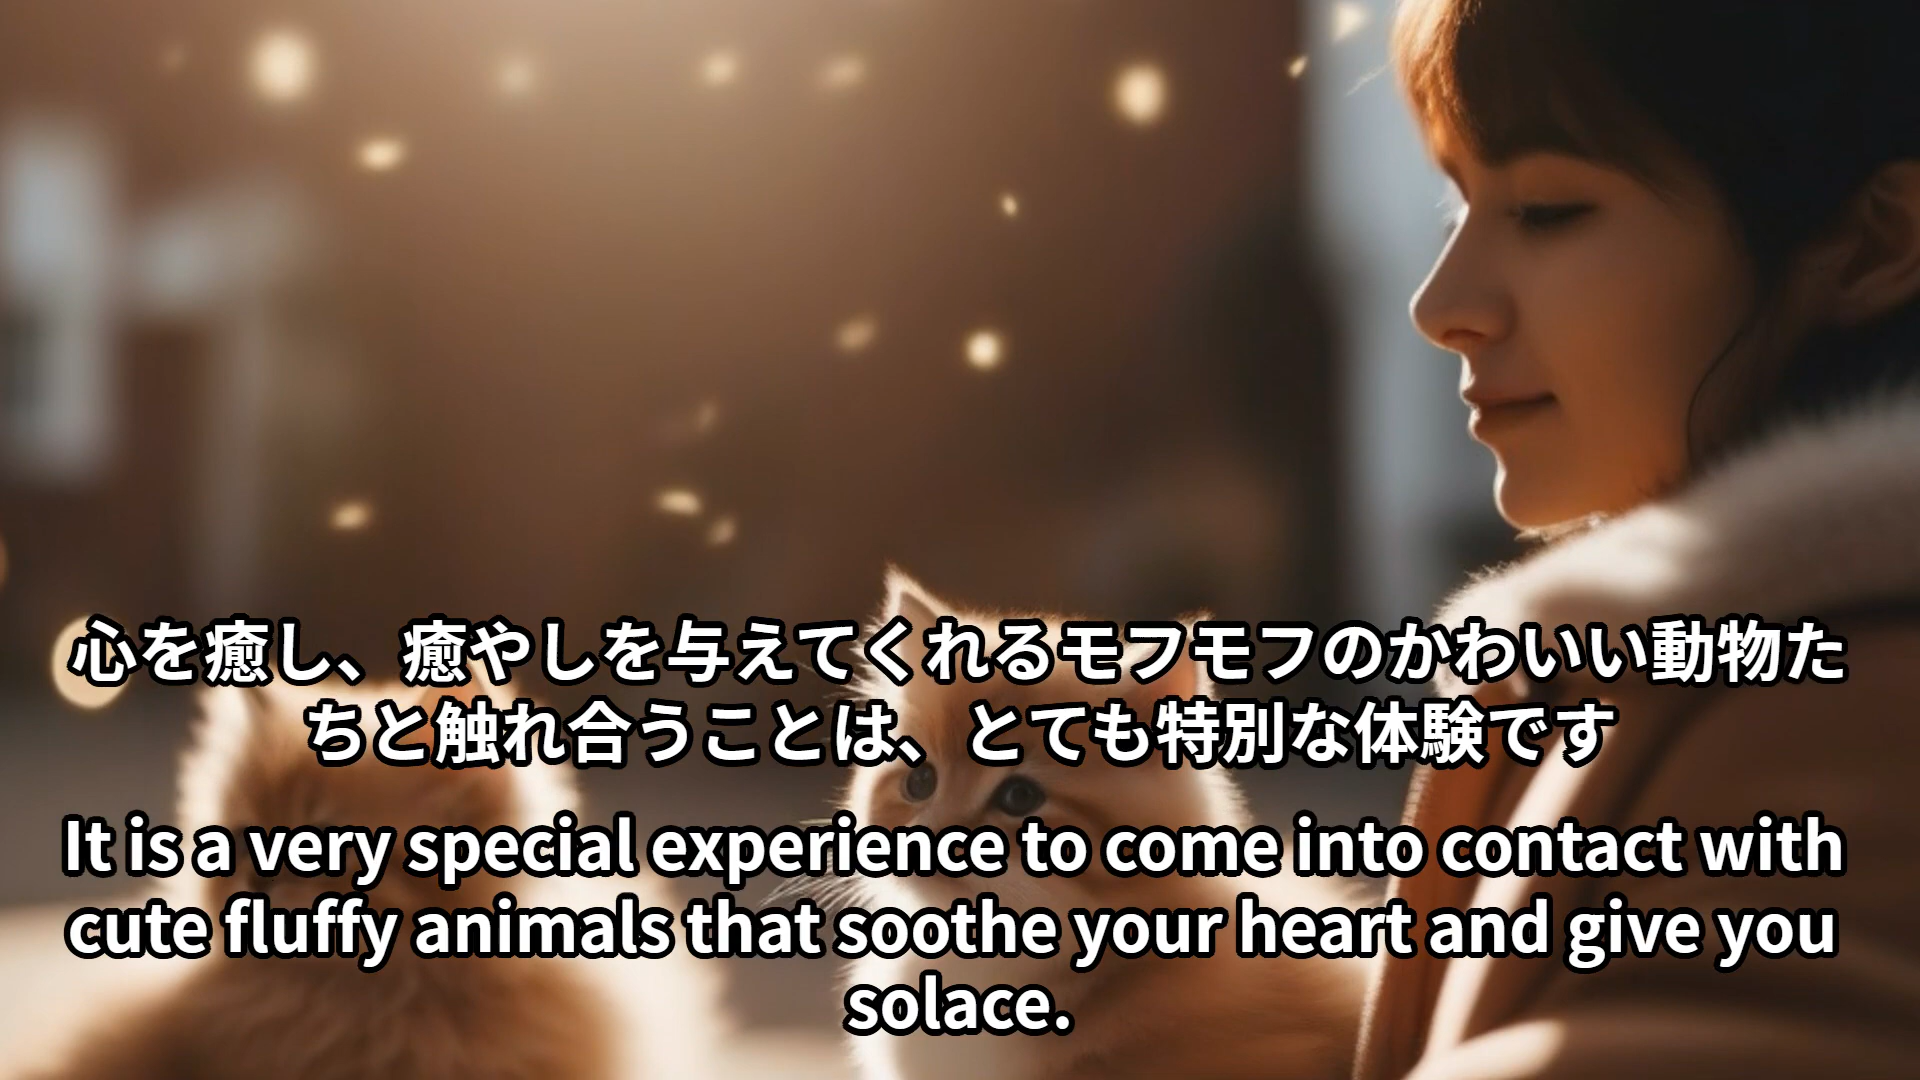 心を癒し、癒やしを与えてくれるモフモフのかわいい動物た
ちと触れ合うことは、とても特別な体験です
It is a very special experience to come into contact with
cute fluffy animals that soothe your heart and give you
solace.